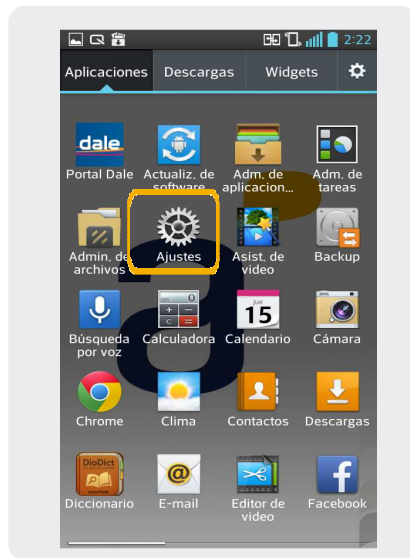 2:22
Aplicaciones Descargas Widgets
dale
Portal Dale Actualiz. de software Adm. de aplicacion... Adm. de tareas
Admin. de archivos Ajustes Asist. de video Backup
0
+ −
c =
jue
15
Búsqueda por voz Calculadora Calendario Cámara
Chrome Clima Contactos Descargas
DioDict
@
f
Diccionario E-mail Editor de video Facebook